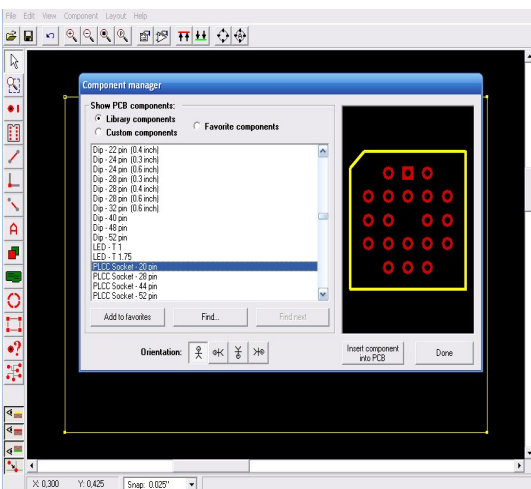 File Edit View Component Layout Help
Component manager
Show PCB components:
Library components
Favorite components
Custom components
Dip - 22 pin (0.4 inch)
Dip - 24 pin (0.3 inch)
Dip - 24 pin (0.6 inch)
Dip - 28 pin (0.3 inch)
Dip - 28 pin (0.4 inch)
Dip - 28 pin (0.6 inch)
Dip - 32 pin (0.6 inch)
Dip - 40 pin
Dip - 48 pin
Dip - 52 pin
LED - T 1
LED - T 1.75
PLCC Socket - 20 pin
PLCC Socket - 28 pin
PLCC Socket - 44 pin
PLCC Socket - 52 pin
Add to favorites Find... Find next
Orientation:
Insert component
into PCB
Done
X: 0,300 Y: 0,425 Snap: 0.025"